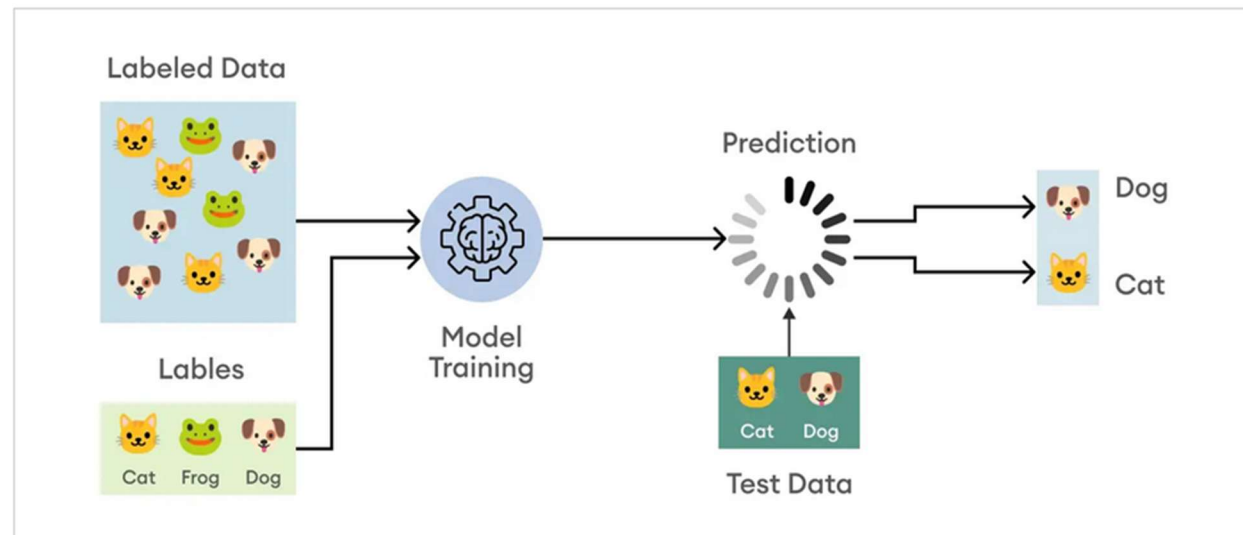 Labeled Data
Lables
Cat Frog Dog
Model
Training
Prediction
Cat Dog
Test Data
Dog
Cat